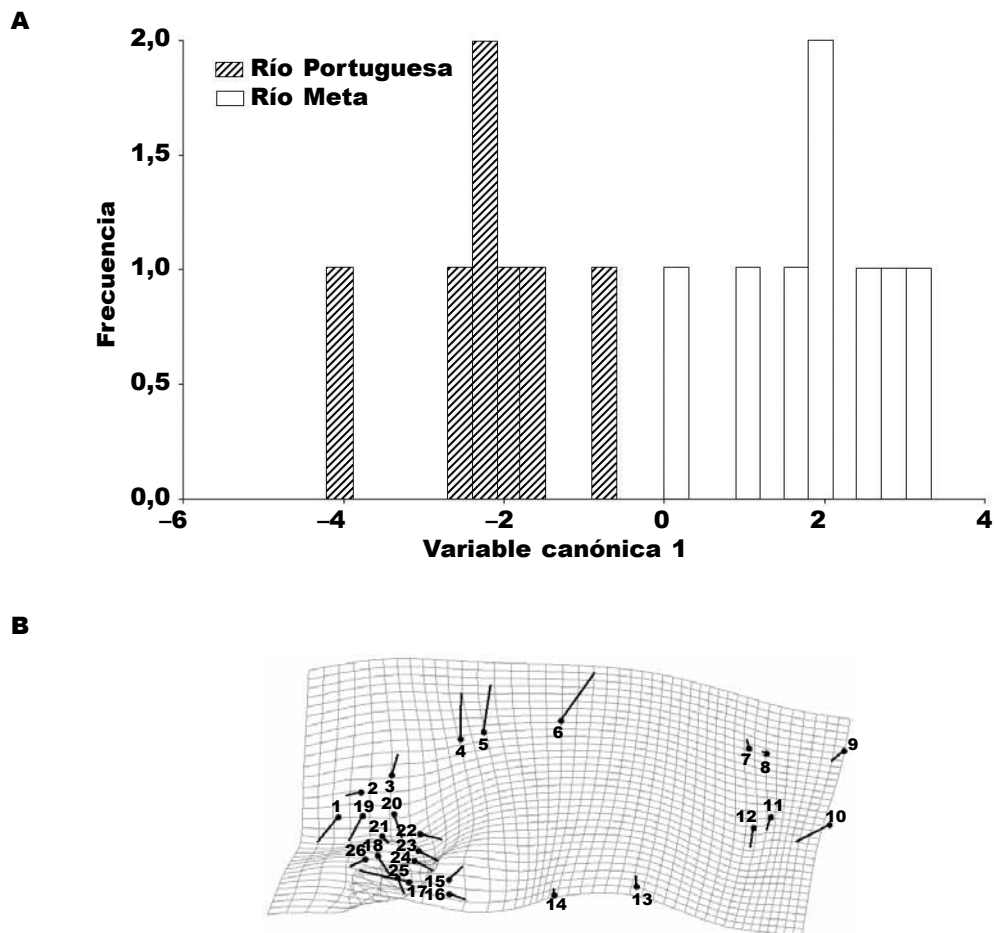 A
2,0
1,5
1,0
0,5
0,0
Frecuencia
Río Portuguesa
Río Meta
–6 –4 –2 0 2 4
Variable canónica 1
B
1 2 3 4 5 6 7 8 9 10 11 12 13 14 15 16 17 18 19 20 21 22 23 24 25 26